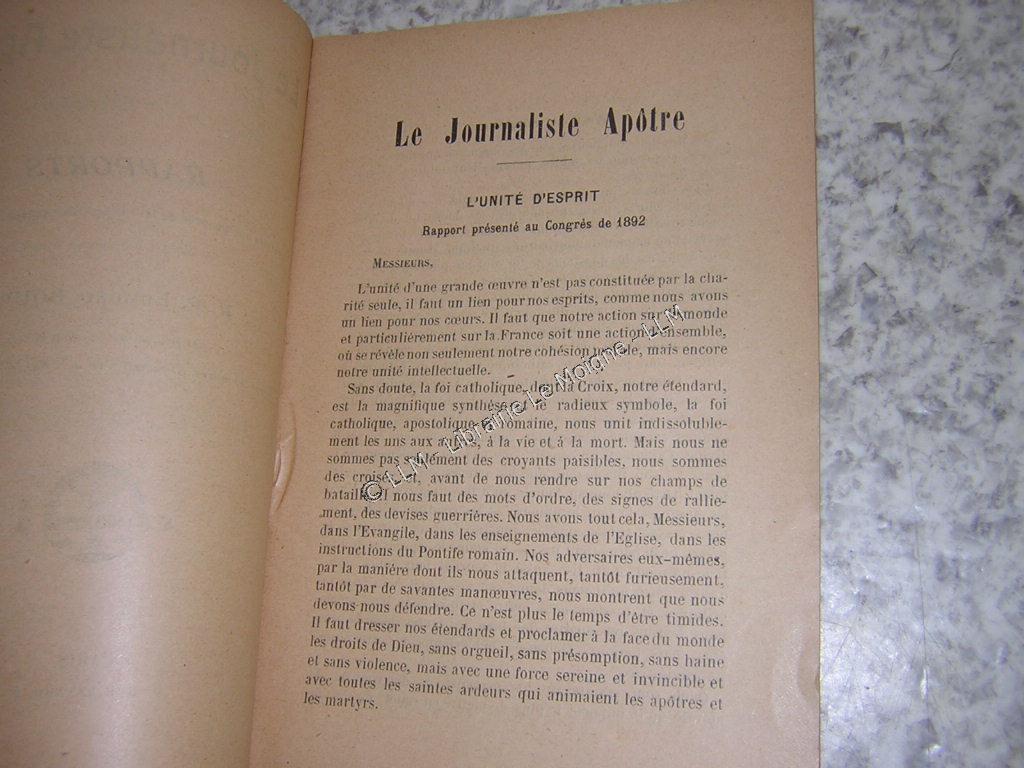 Le Journaliste Apôtre
L'UNITÉ D'ESPRIT
Rapport présenté au Congrès de 1892
MESSIEURS,
L'unité d'une grande œuvre n'est pas constituée par la cha-
rité seule, il faut un lien pour nos esprits, comme nous avons
un lien pour nos cœurs. Il faut que notre action sur le monde
et particulièrement sur la France soit une action d'ensemble,
où se révèle non seulement notre cohésion morale, mais encore
notre unité intellectuelle.
Sans doute, la foi catholique, dont la Croix, notre étendard,
est la magnifique synthèse et le radieux symbole, la foi
catholique, apostolique et romaine, nous unit indissoluble-
ment les uns aux autres, à la vie et à la mort. Mais nous ne
sommes pas seulement des croyants paisibles, nous sommes
des croisés et, avant de nous rendre sur nos champs de
bataille il nous faut des mots d'ordre, des signes de rallie-
ment, des devises guerrières. Nous avons tout cela, Messieurs,
dans l'Evangile, dans les enseignements de l'Eglise, dans les
instructions du Pontife romain. Nos adversaires eux-mêmes,
par la manière dont ils nous attaquent, tantôt furieusement,
tantôt par de savantes manœuvres, nous montrent que nous
devons nous défendre. Ce n'est plus le temps d'être timides.
Il faut dresser nos étendards et proclamer à la face du monde
les droits de Dieu, sans orgueil, sans présomption, sans haine
et sans violence, mais avec une force sereine et invincible et
avec toutes les saintes ardeurs qui animaient les apôtres et
les martyrs.
© LLM - Librairie Le Moigne - LLM
RAPPORTS